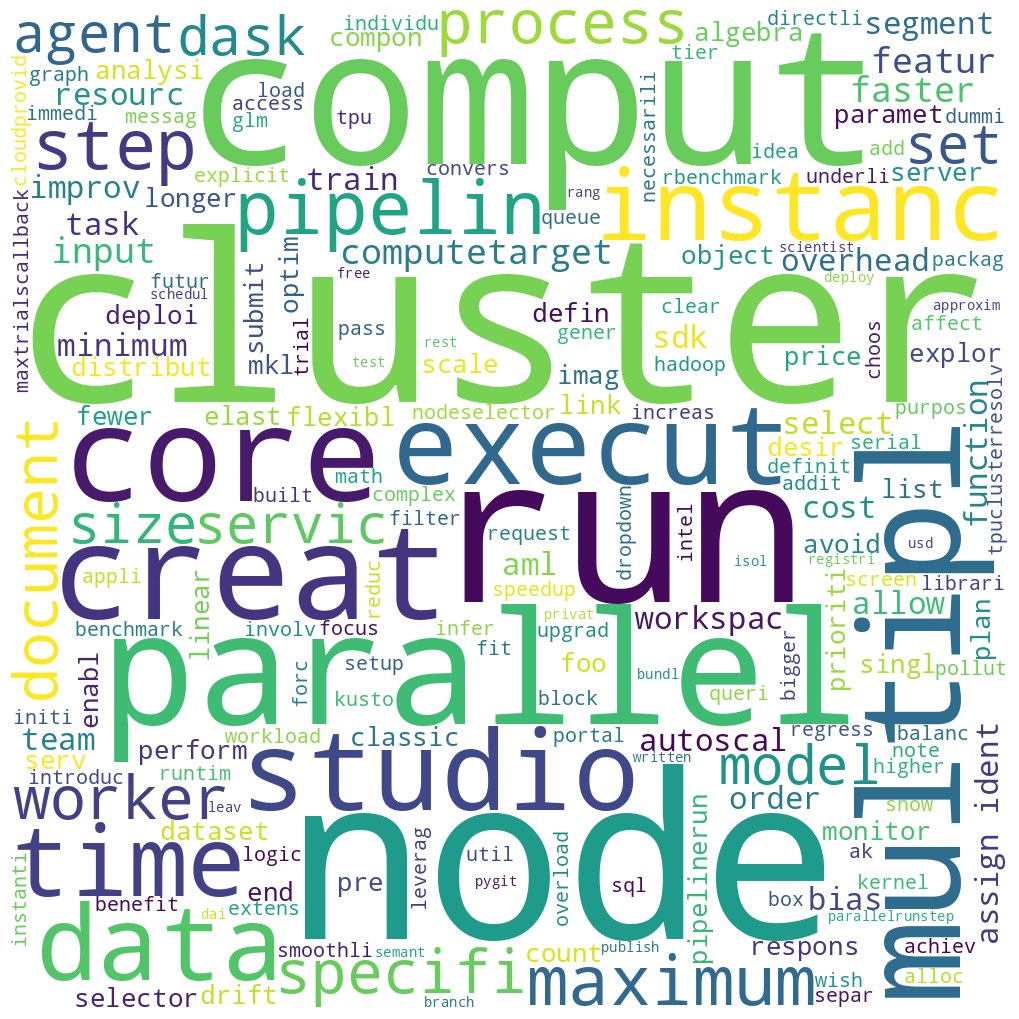 individu
process
directli
segment
agent
dask
compon
algebra
tier
comput
featur
graph
analysi
resourc
load
access
faster
immedi
messag
glm
tpu
paramet
dummi
cloudprovid
step
explicit
train
convers
necessarili
idea
add
set
improv
longer
pipelin
rang
queue
instanc
rbenchmark
underli
server
task
input
computetarget
object
scientist
overhead
packag
maxtrialscallback
futur
schedul
submit
optim
free
cluster
clear
deploy
approxim
deploi
trial
pass
defin
gener
sdk
price
choos
affect
minimum
mkl
test
rest
scale
imag
hadoop
explor
distribut
fewer
elast
flexibl
nodeselector
link
increas
select
purpos
function
tpuclusterresolv
document
core
math
execut
desir
serial
definit
built
complex
run
addit
list
multipl
size
servic
filter
request
dropdown
intel
cost
avoid
usd
creat
appli
linear
reduc
aml
speedup
isol
registri
screen
librari
privat
workspac
prioriti
allow
plan
benchmark
involv
focus
infer
upgrad
parallel
enabl
forc
setup
fit
foo
bundl
bigger
singl
pollut
kusto
block
queri
initi
team
workload
classic
portal
autoscal
regress
balanc
serv
perform
studio
written
model
note
introduc
runtim
higher
worker
leav
node
order
show
assign ident
time
dataset
logic
leverag
util
overload
pipelinerun
monitor
ak
instanti
end
pre
pygit
sql
box
bias
kernel
benefit
dai
extens
parallelrunstep
data
smoothli
semant
count
publish
respons
achiev
specifi
maximum
wish
alloc
selector
drift
branch
separ